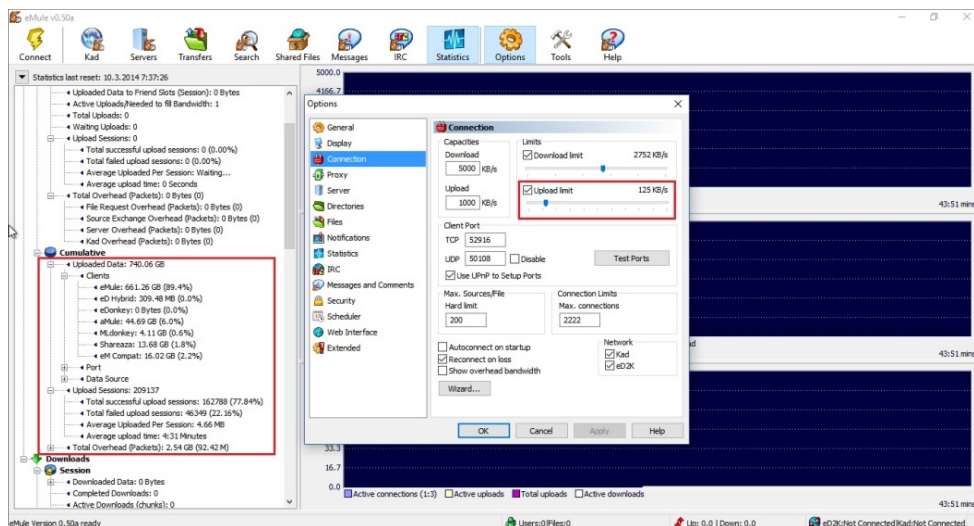 eMule v0.50a
Connect
Kad
Servers
Transfers
Search
Shared Files
Messages
IRC
Statistics
Options
Tools
Help
Statistics last reset: 10.3.2014 7:37:26
Uploaded Data to Friend Slots (Session): 0 Bytes
Active Uploads/Needed to fill Bandwidth: 1
Total Uploads: 0
Waiting Uploads: 0
Upload Sessions: 0
Total successful upload sessions: 0 (0.00%)
Total failed upload sessions: 0 (0.00%)
Average Uploaded Per Session: Waiting...
Average upload time: 0 Seconds
Total Overhead (Packets): 0 Bytes (0)
File Request Overhead (Packets): 0 Bytes (0)
Source Exchange Overhead (Packets): 0 Bytes (0)
Server Overhead (Packets): 0 Bytes (0)
Kad Overhead (Packets): 0 Bytes (0)
Cumulative
Uploaded Data: 740.06 GB
Clients
eMule: 661.26 GB (89.4%)
eD Hybrid: 309.48 MB (0.0%)
eDonkey: 0 Bytes (0.0%)
aMule: 44.69 GB (6.0%)
MLdonkey: 4.11 GB (0.6%)
Shareaza: 13.68 GB (1.8%)
eM Compat: 16.02 GB (2.2%)
Port
Data Source
Upload Sessions: 209137
Total successful upload sessions: 162788 (77.84%)
Total failed upload sessions: 46349 (22.16%)
Average Uploaded Per Session: 4.66 MB
Average upload time: 4:31 Minutes
Total Overhead (Packets): 2.54 GB (92.42 M)
Downloads
Session
Downloaded Data: 0 Bytes
Completed Downloads: 0
Active Downloads (chunks): 0
5000.0
4166.7
Options
General
Display
Connection
Proxy
Server
Directories
Files
Notifications
Statistics
IRC
Messages and Comments
Security
Scheduler
Web Interface
Extended
Connection
Capacities
Download
5000 KB/s
Upload
1000 KB/s
Limits
Download limit 2752 KB/s
Upload limit 125 KB/s
Client Port
TCP 52916
UDP 50108 Disable
Test Ports
Use UPnP to Setup Ports
Max. Sources/File
Hard limit
200
Connection Limits
Max. connections
2222
Autoconnect on startup
Reconnect on loss
Show overhead bandwidth
Network
Kad
eD2K
Wizard...
OK
Cancel
Apply
Help
43:51 mins
43:51 mins
33.3
16.7
0.0
Active connections (1:3) Active uploads Total uploads Active downloads
43:51 mins
eMule Version 0.50a ready
Users:0|Files:0
Up: 0.0 | Down: 0.0
eD2K:Not Connected|Kad:Not Connected